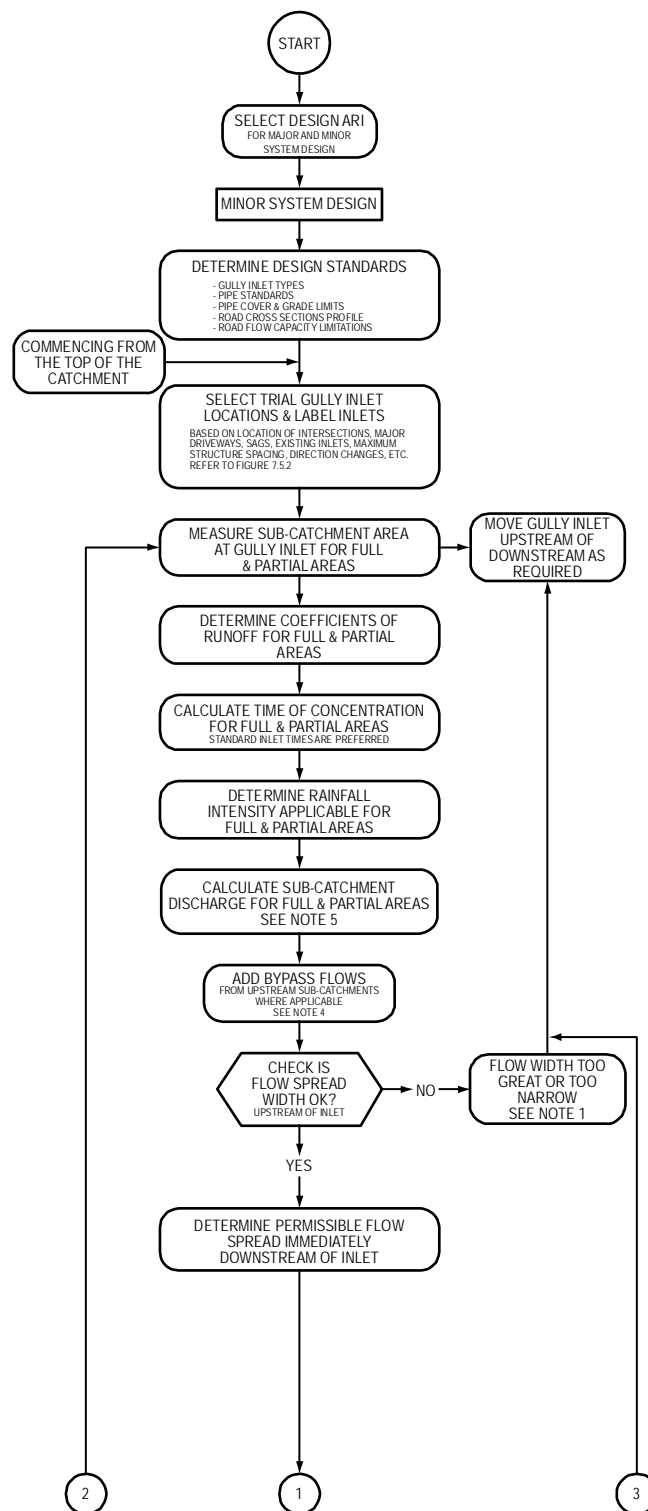 START
SELECT DESIGN ARI
FOR MAJOR AND MINOR
SYSTEM DESIGN
MINOR SYSTEM DESIGN
DETERMINE DESIGN STANDARDS
- GULLY INLET TYPES
- PIPE STANDARDS
- PIPE COVER & GRADE LIMITS
- ROAD CROSS SECTIONS PROFILE
- ROAD FLOW CAPACITY LIMITATIONS
COMMENCING FROM
THE TOP OF THE
CATCHMENT
SELECT TRIAL GULLY INLET
LOCATIONS & LABEL INLETS
BASED ON LOCATION OF INTERSECTIONS, MAJOR
DRIVEWAYS, SAGS, EXISTING INLETS, MAXIMUM
STRUCTURE SPACING, DIRECTION CHANGES, ETC.
REFER TO FIGURE 7.5.2
MEASURE SUB-CATCHMENT AREA
AT GULLY INLET FOR FULL
& PARTIAL AREAS
MOVE GULLY INLET
UPSTREAM OF
DOWNSTREAM AS
REQUIRED
DETERMINE COEFFICIENTS OF
RUNOFF FOR FULL & PARTIAL
AREAS
CALCULATE TIME OF CONCENTRATION
FOR FULL & PARTIAL AREAS
STANDARD INLET TIMES ARE PREFERRED
DETERMINE RAINFALL
INTENSITY APPLICABLE FOR
FULL & PARTIAL AREAS
CALCULATE SUB-CATCHMENT
DISCHARGE FOR FULL & PARTIAL AREAS
SEE NOTE 5
ADD BYPASS FLOWS
FROM UPSTREAM SUB-CATCHMENTS
WHERE APPLICABLE
SEE NOTE 4
CHECK IS
FLOW SPREAD
WIDTH OK?
UPSTREAM OF INLET
NO
FLOW WIDTH TOO
GREAT OR TOO
NARROW
SEE NOTE 1
YES
DETERMINE PERMISSIBLE FLOW
SPREAD IMMEDIATELY
DOWNSTREAM OF INLET
2
1
3